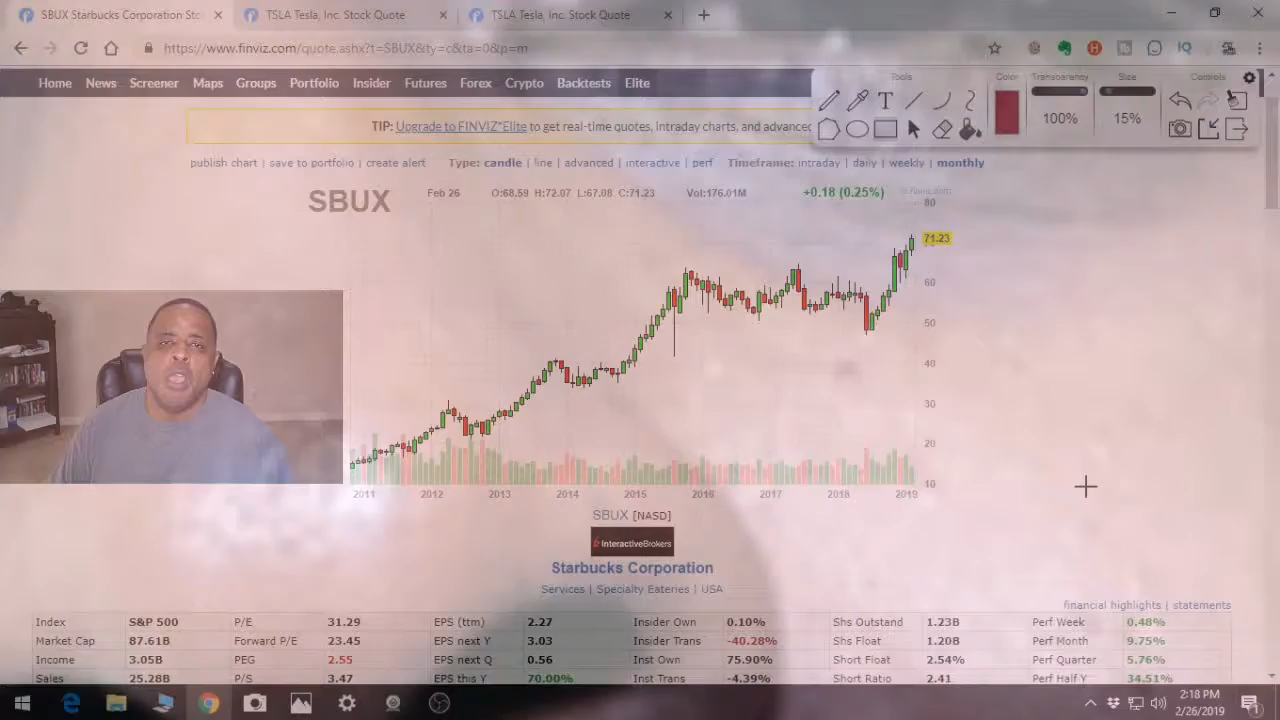 SBUX Starbucks Corporation Sto
TSLA Tesla, Inc. Stock Quote
TSLA Tesla, Inc. Stock Quote
https://www.finviz.com/quote.ashx?t=SBUX&ty=c&ta=0&p=m
Home News Screener Maps Groups Portfolio Insider Futures Forex Crypto Backtests Elite
Tools Color Transparency Size Controls
100% 15%
TIP: Upgrade to FINVIZ*Elite to get real-time quotes, intraday charts, and advanced
publish chart | save to portfolio | create alert Type: candle | line | advanced | interactive | perf Timeframe: intraday | daily | weekly | monthly
SBUX Feb 26 O:68.59 H:72.07 L:67.08 C:71.23 Vol:176.01M +0.18 (0.25%)
80
71.23
60
50
40
30
20
10
2011 2012 2013 2014 2015 2016 2017 2018 2019
SBUX [NASD]
InteractiveBrokers
Starbucks Corporation
Services | Specialty Eateries | USA
financial highlights | statements
Index S&P 500 P/E 31.29 EPS (ttm) 2.27 Insider Own 0.10% Shs Outstand 1.23B Perf Week 0.48%
Market Cap 87.61B Forward P/E 23.45 EPS next Y 3.03 Insider Trans -40.28% Shs Float 1.20B Perf Month 9.75%
Income 3.05B PEG 2.55 EPS next Q 0.56 Inst Own 75.90% Short Float 2.54% Perf Quarter 5.76%
Sales 25.28B P/S 3.47 EPS this Y 70.00% Inst Trans -4.39% Short Ratio 2.41 Perf Half Y 34.51%
2:18 PM
2/26/2019